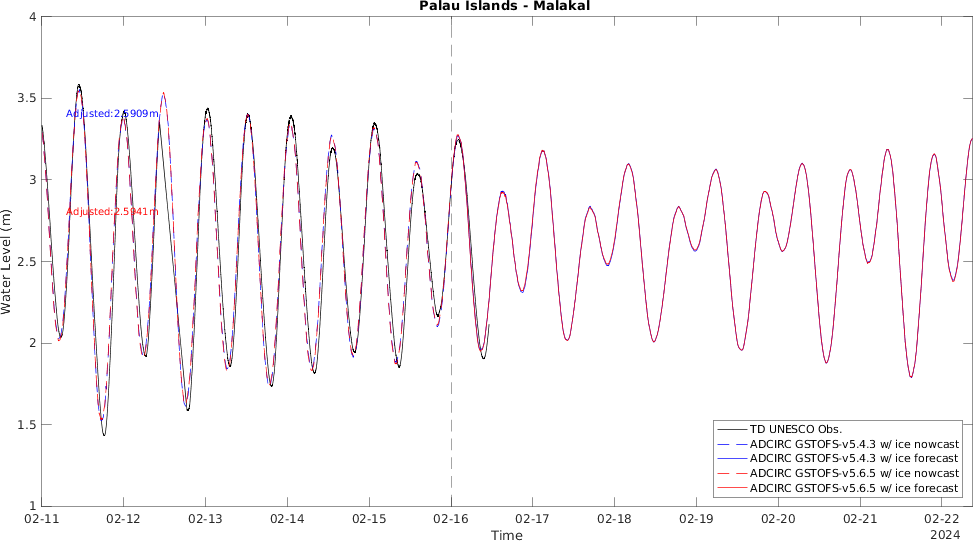 Palau Islands - Malakal
4
3.5
3
2.5
2
1.5
1
Water Level (m)
Adjusted:2.5909m
Adjusted:2.5041m
TD UNESCO Obs.
ADCIRC GSTOFS-v5.4.3 w/ ice nowcast
ADCIRC GSTOFS-v5.4.3 w/ ice forecast
ADCIRC GSTOFS-v5.6.5 w/ ice nowcast
ADCIRC GSTOFS-v5.6.5 w/ ice forecast
02-11 02-12 02-13 02-14 02-15 02-16 02-17 02-18 02-19 02-20 02-21 02-22
Time
2024